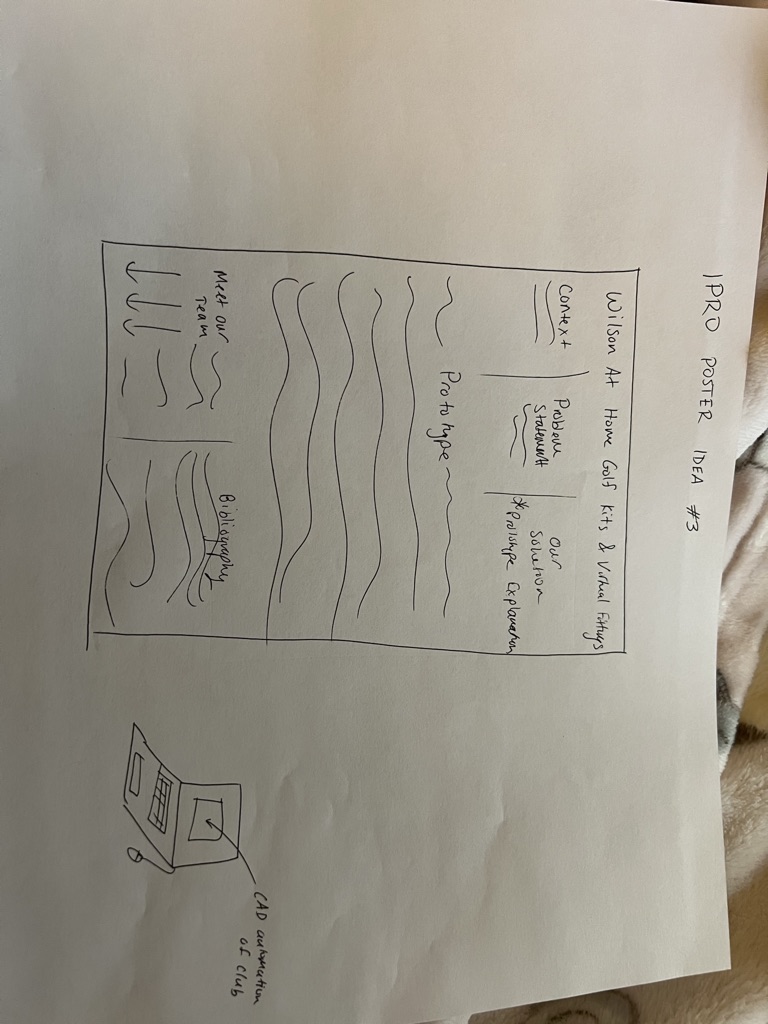 IPRO POSTER IDEA #3
Wilson At Home Golf Kits & Virtual Fittings
Context
Problem
Statement
Our
Solution
*Prototype Explanation
Prototype
Meet our
Team
Bibliography
CAD automation
of club